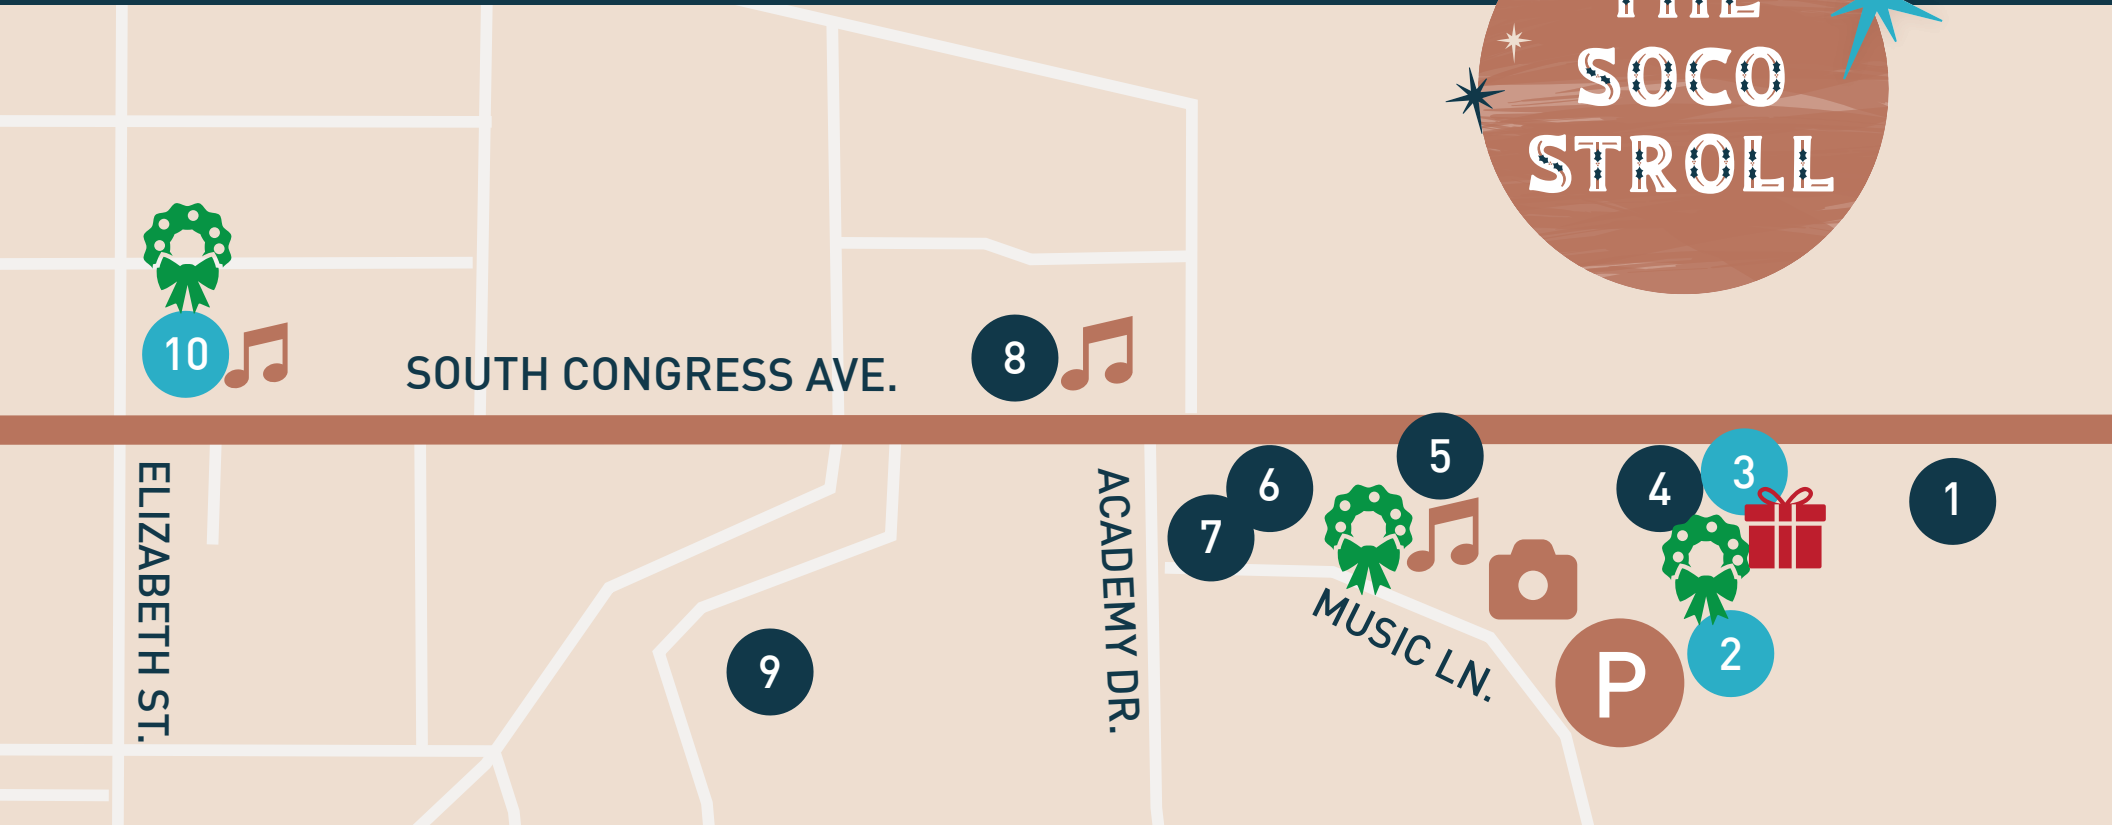 THE
SOCO
STROLL
10
SOUTH CONGRESS AVE.
8
5
6
7
4
3
1
ELIZABETH ST.
ACADEMY DR.
MUSIC LN.
9
P
2